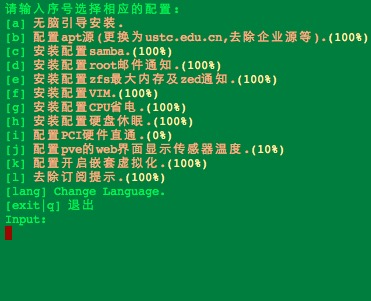 请输入序号选择相应的配置:
[a] 无脑引导安装.
[b] 配置apt源(更换为ustc.edu.cn,去除企业源等).(100%)
[c] 安装配置samba.(100%)
[d] 安装配置root邮件通知.(100%)
[e] 安装配置zfs最大内存及zed通知.(100%)
[f] 安装配置VIM.(100%)
[g] 安装配置CPU省电.(100%)
[h] 安装配置硬盘休眠.(100%)
[i] 配置PCI硬件直通.(0%)
[j] 配置pve的web界面显示传感器温度.(10%)
[k] 配置开启嵌套虚拟化.(100%)
[l] 去除订阅提示.(100%)
[lang] Change Language.
[exit|q] 退出
Input: